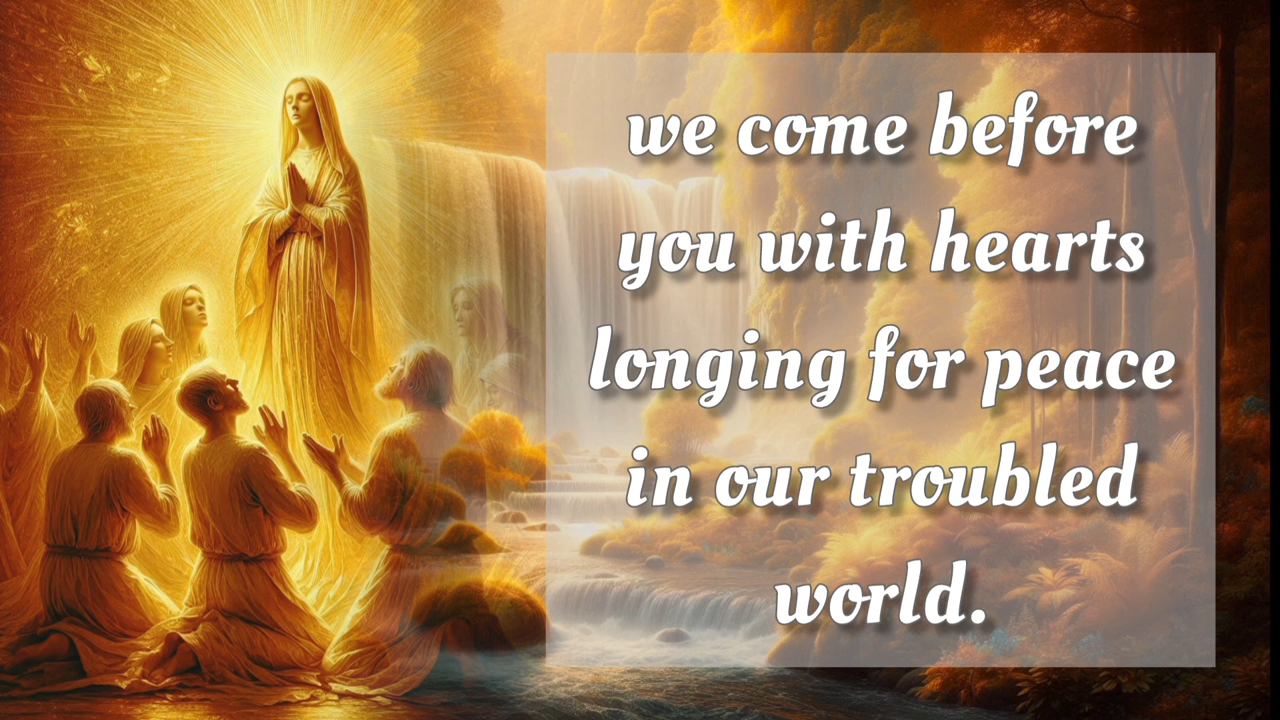 we come before
you with hearts
longing for peace
in our troubled
world.